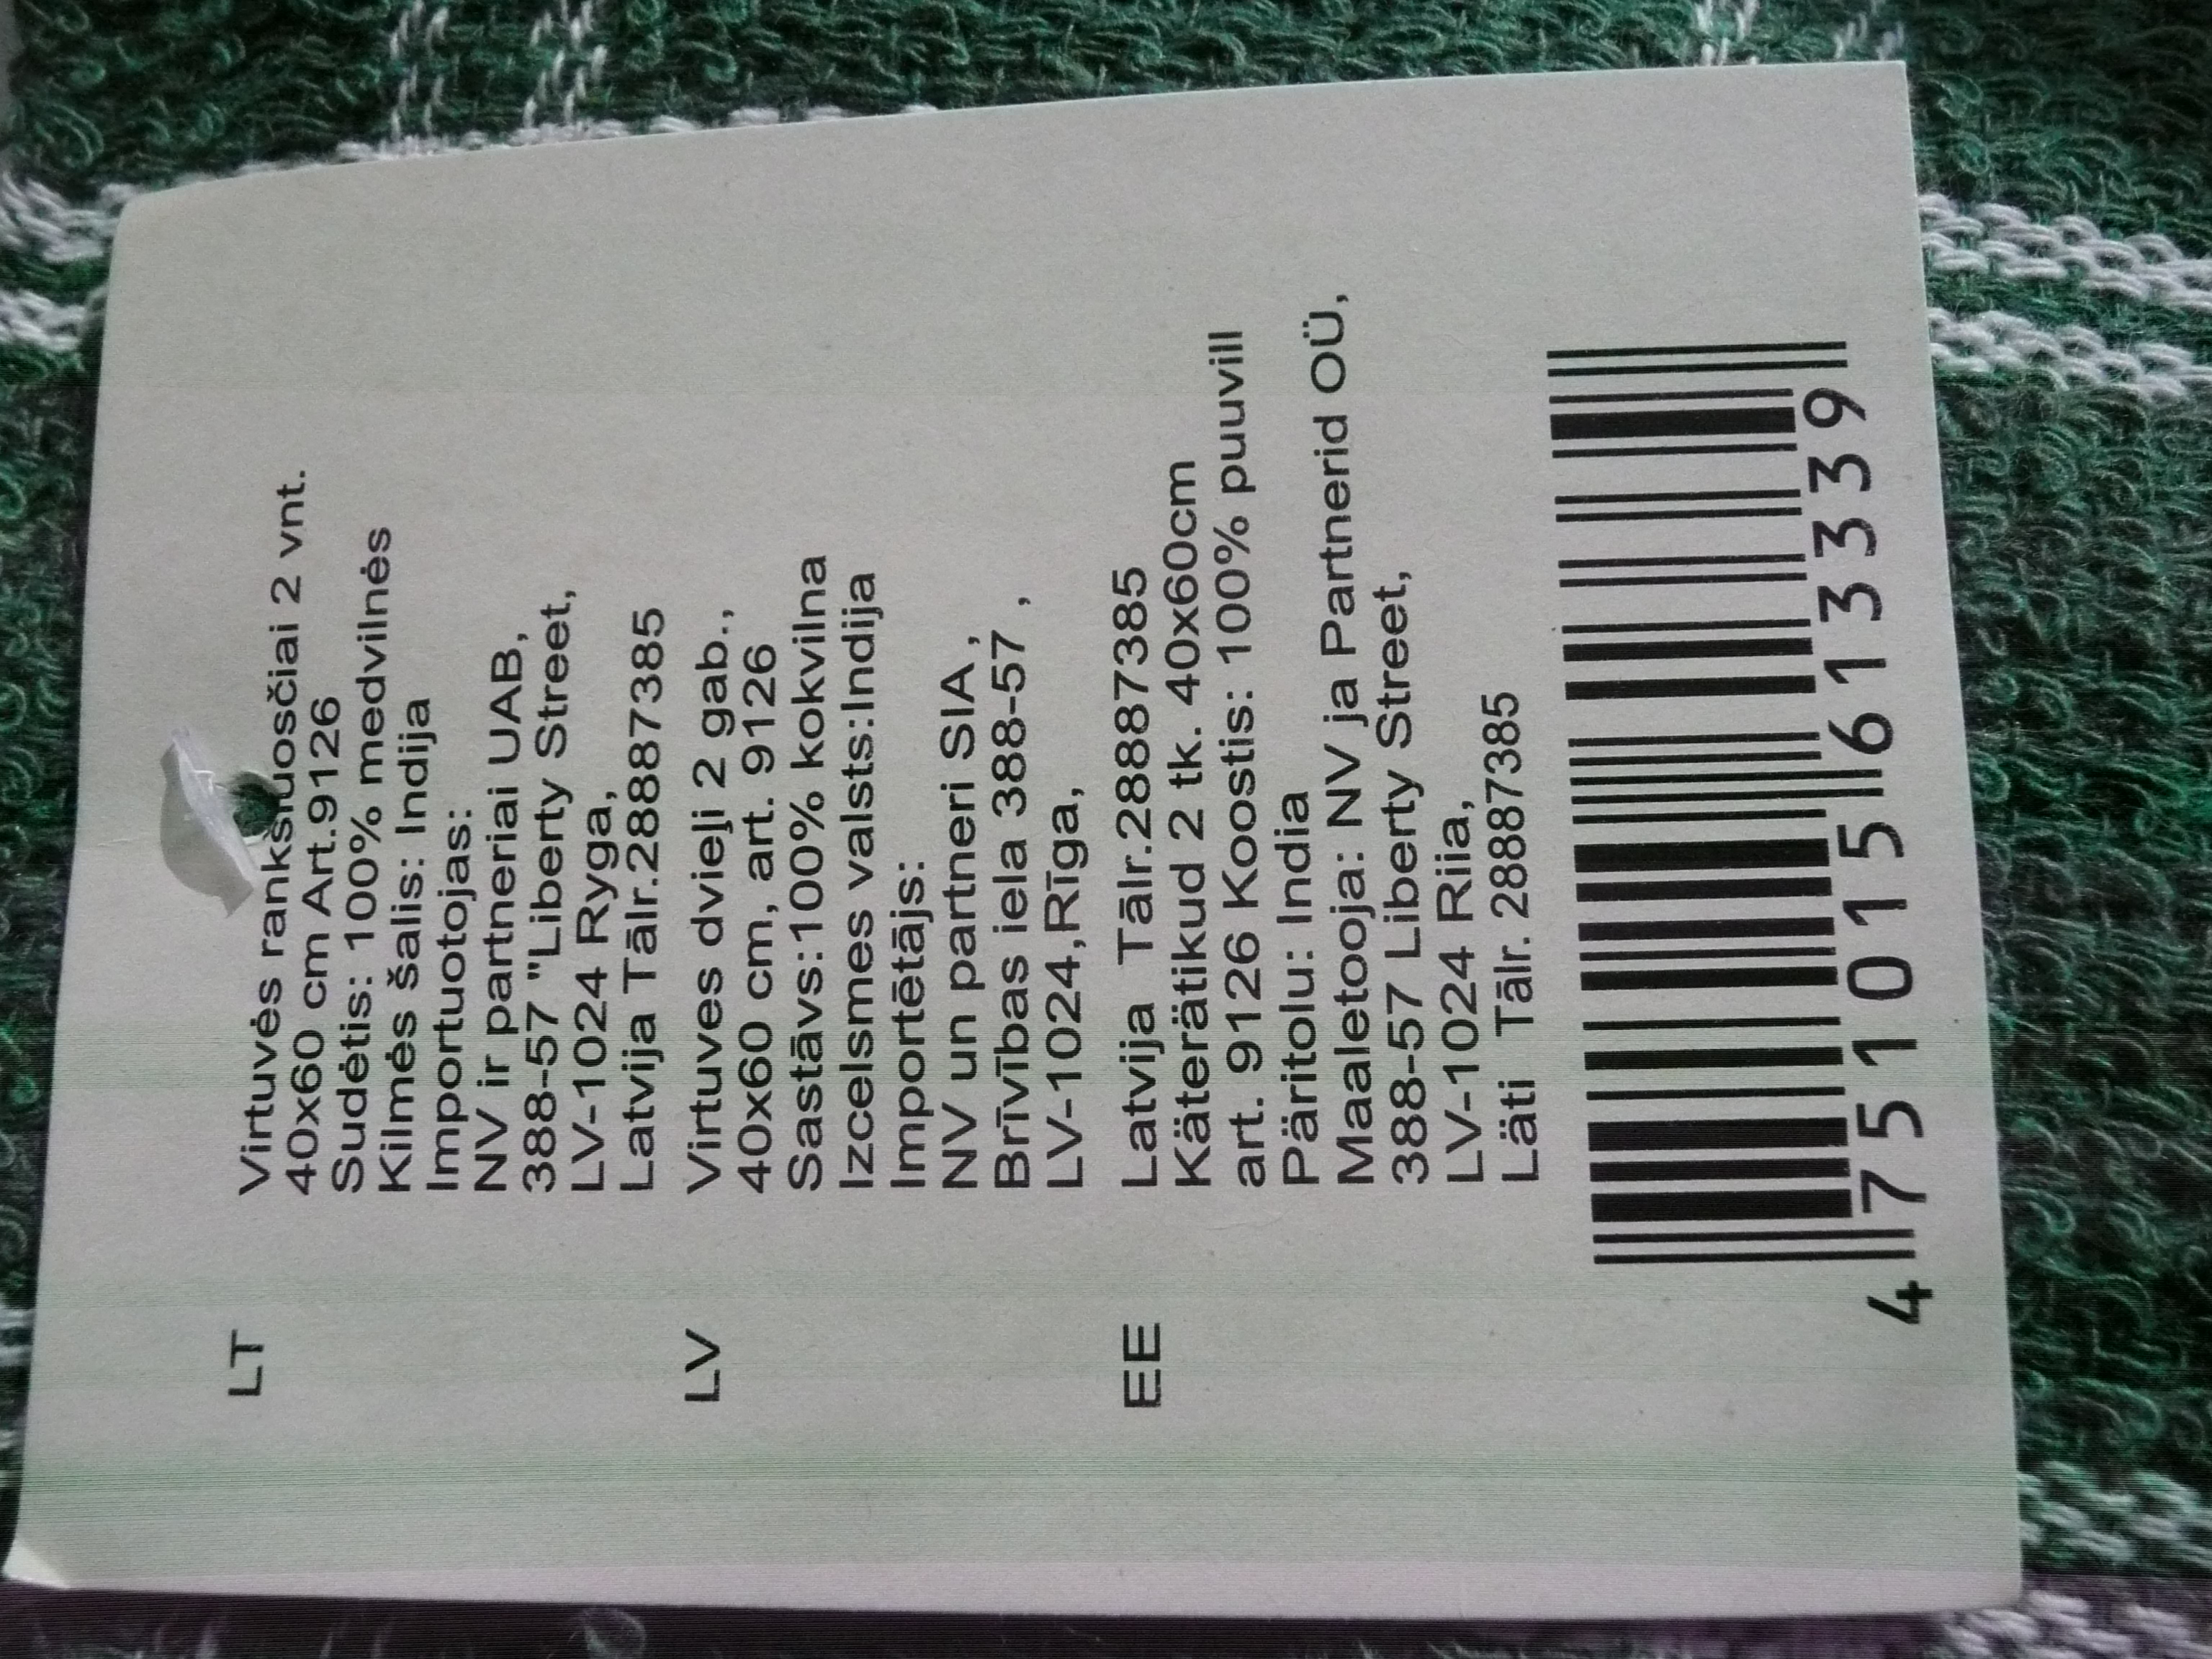 LT
Virtuvės rankšluosčiai 2 vnt.
40x60 cm Art.9126
Sudėtis: 100% medvilnės
Kilmės šalis: Indija
Importuotojas:
NV ir partneriai UAB,
388-57 "Liberty Street,
LV-1024 Ryga,
Latvija Tālr.28887385
LV
Virtuves dvieļi 2 gab.,
40x60 cm, art. 9126
Sastāvs:100% kokvilna
Izcelsmes valsts:Indija
Importētājs:
NV un partneri SIA,
Brīvības iela 388-57 ,
LV-1024,Rīga,
EE
Latvija Tālr.28887385
Käterätikud 2 tk. 40x60cm
art. 9126 Koostis: 100% puuvill
Päritolu: India
Maaletooja: NV ja Partnerid OÜ,
388-57 Liberty Street,
LV-1024 Riia,
Läti Tālr. 28887385
4 751015 613339